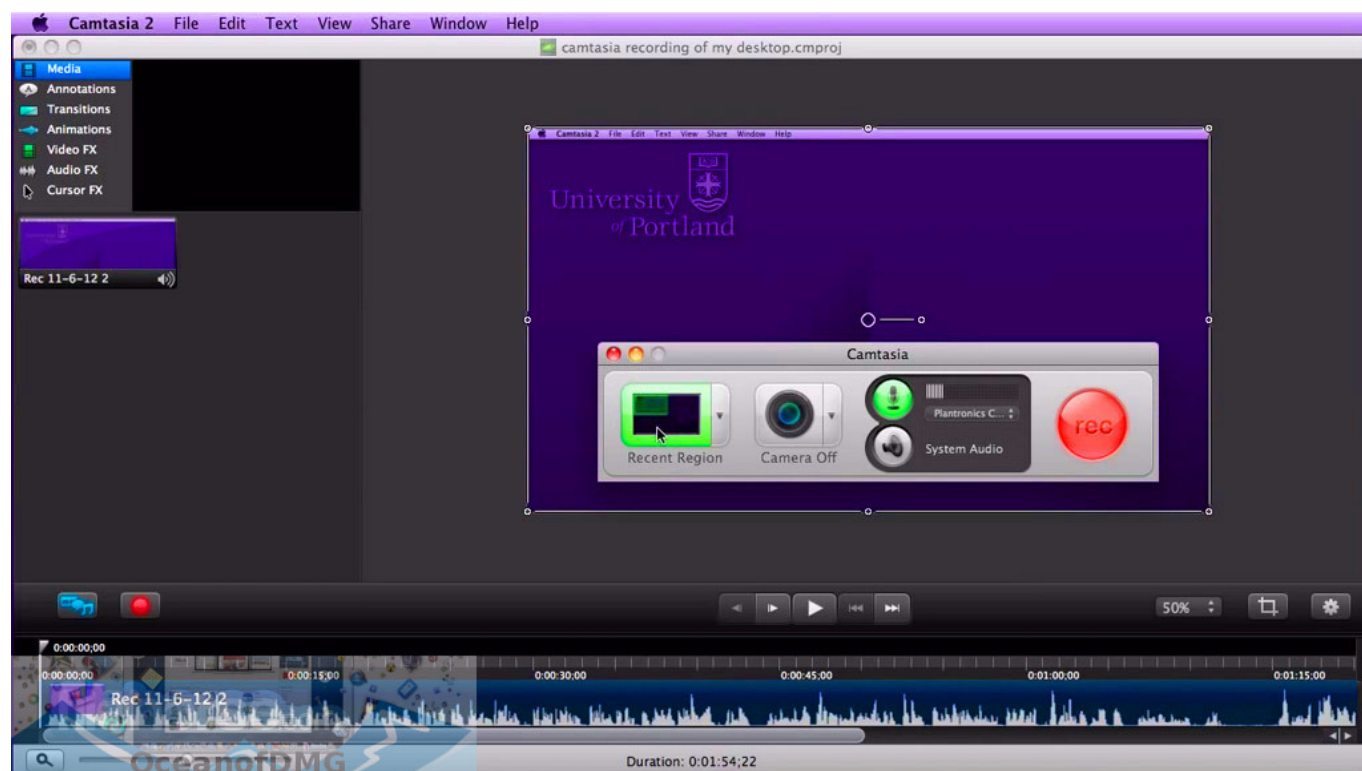 Camtasia 2 File Edit Text View Share Window Help
camtasia recording of my desktop.cmproj
Media
Annotations
Transitions
Animations
Video FX
Audio FX
Cursor FX
Rec 11-6-12 2
Camtasia 2 File Edit Text View Share Window Help
University
of Portland
Camtasia
Plantronics C...
System Audio
rec
Recent Region
Camera Off
50%
0:00:00;00
0:00:00;00 0:00:15;00 0:00:30;00 0:00:45;00 0:01:00;00 0:01:15;00
Rec 11-6-12 2
OceanofDMG
Duration: 0:01:54;22